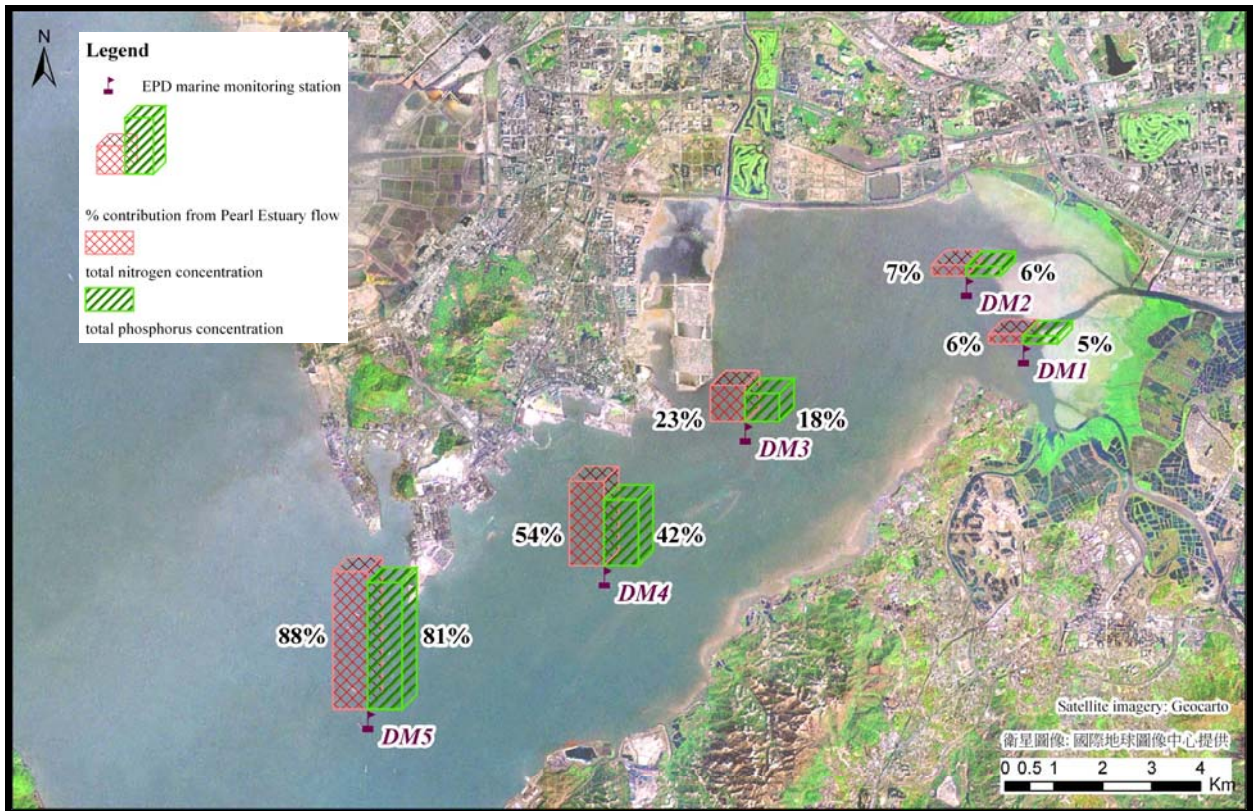 N
Legend
EPD marine monitoring station
% contribution from Pearl Estuary flow
total nitrogen concentration
total phosphorus concentration
7%
6%
DM2
6%
5%
DM1
23%
18%
DM3
54%
42%
DM4
88%
81%
DM5
Satellite imagery: Geocarto
衛星圖像: 國際地球圖像中心提供
0 0.5 1 2 3 4
Km